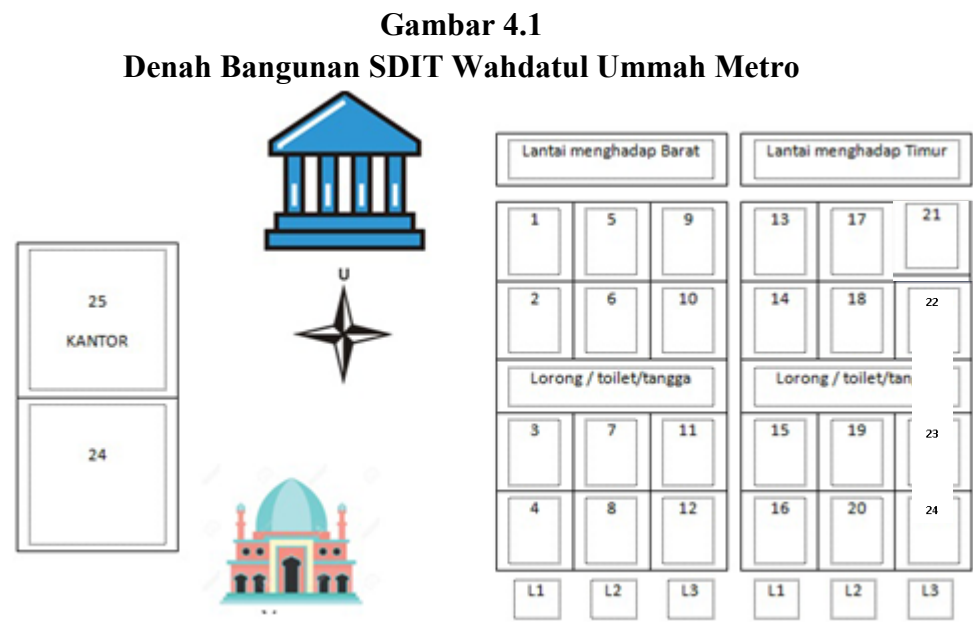 Gambar 4.1
Denah Bangunan SDIT Wahdatul Ummah Metro
Lantai menghadap Barat
Lantai menghadap Timur
1 5 9 13 17 21
2 6 10 14 18 22
Lorong / toilet/tangga
Lorong / toilet/tan
3 7 11 15 19 23
4 8 12 16 20 24
L1 L2 L3 L1 L2 L3
U
25
KANTOR
24